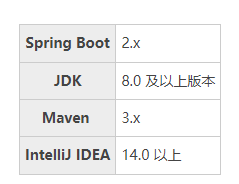 Spring Boot 2.x
JDK 8.0 及以上版本
Maven 3.x
IntelliJ IDEA 14.0 以上